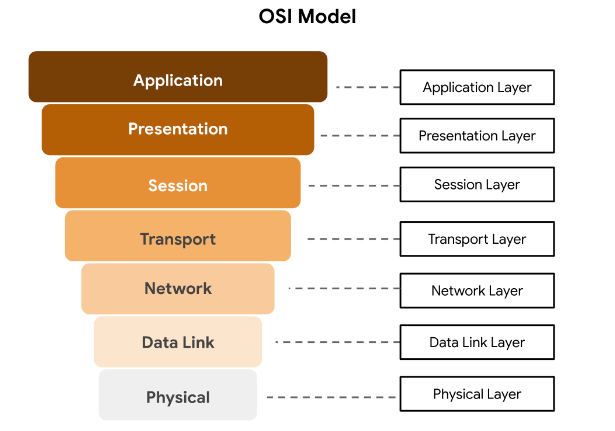 OSI Model
Application
Application Layer
Presentation
Presentation Layer
Session
Session Layer
Transport
Transport Layer
Network
Network Layer
Data Link
Data Link Layer
Physical
Physical Layer